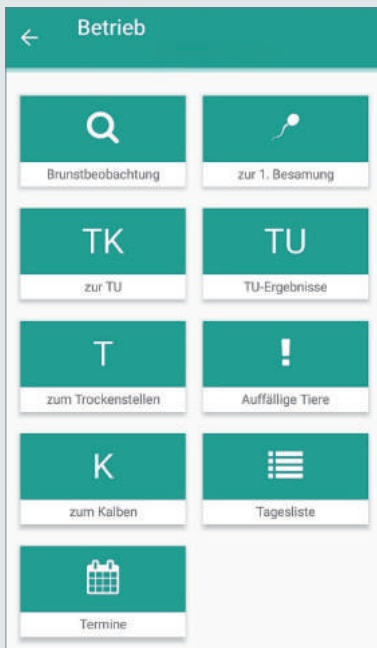 Betrieb
Brunstbeobachtung
zur 1. Besamung
TK
TU
zur TU
TU-Ergebnisse
T
!
zum Trockenstellen
Auffällige Tiere
K
zum Kalben
Tagesliste
Termine